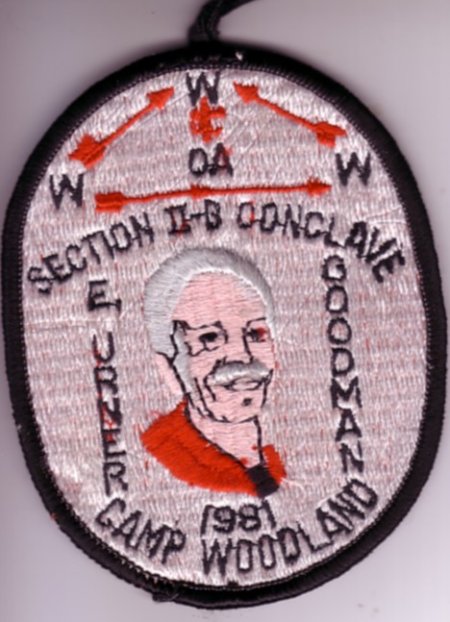 W
W W
OA
SECTION II-B CONCLAVE
E. URNER
GOODMAN
1981
CAMP WOODLAND